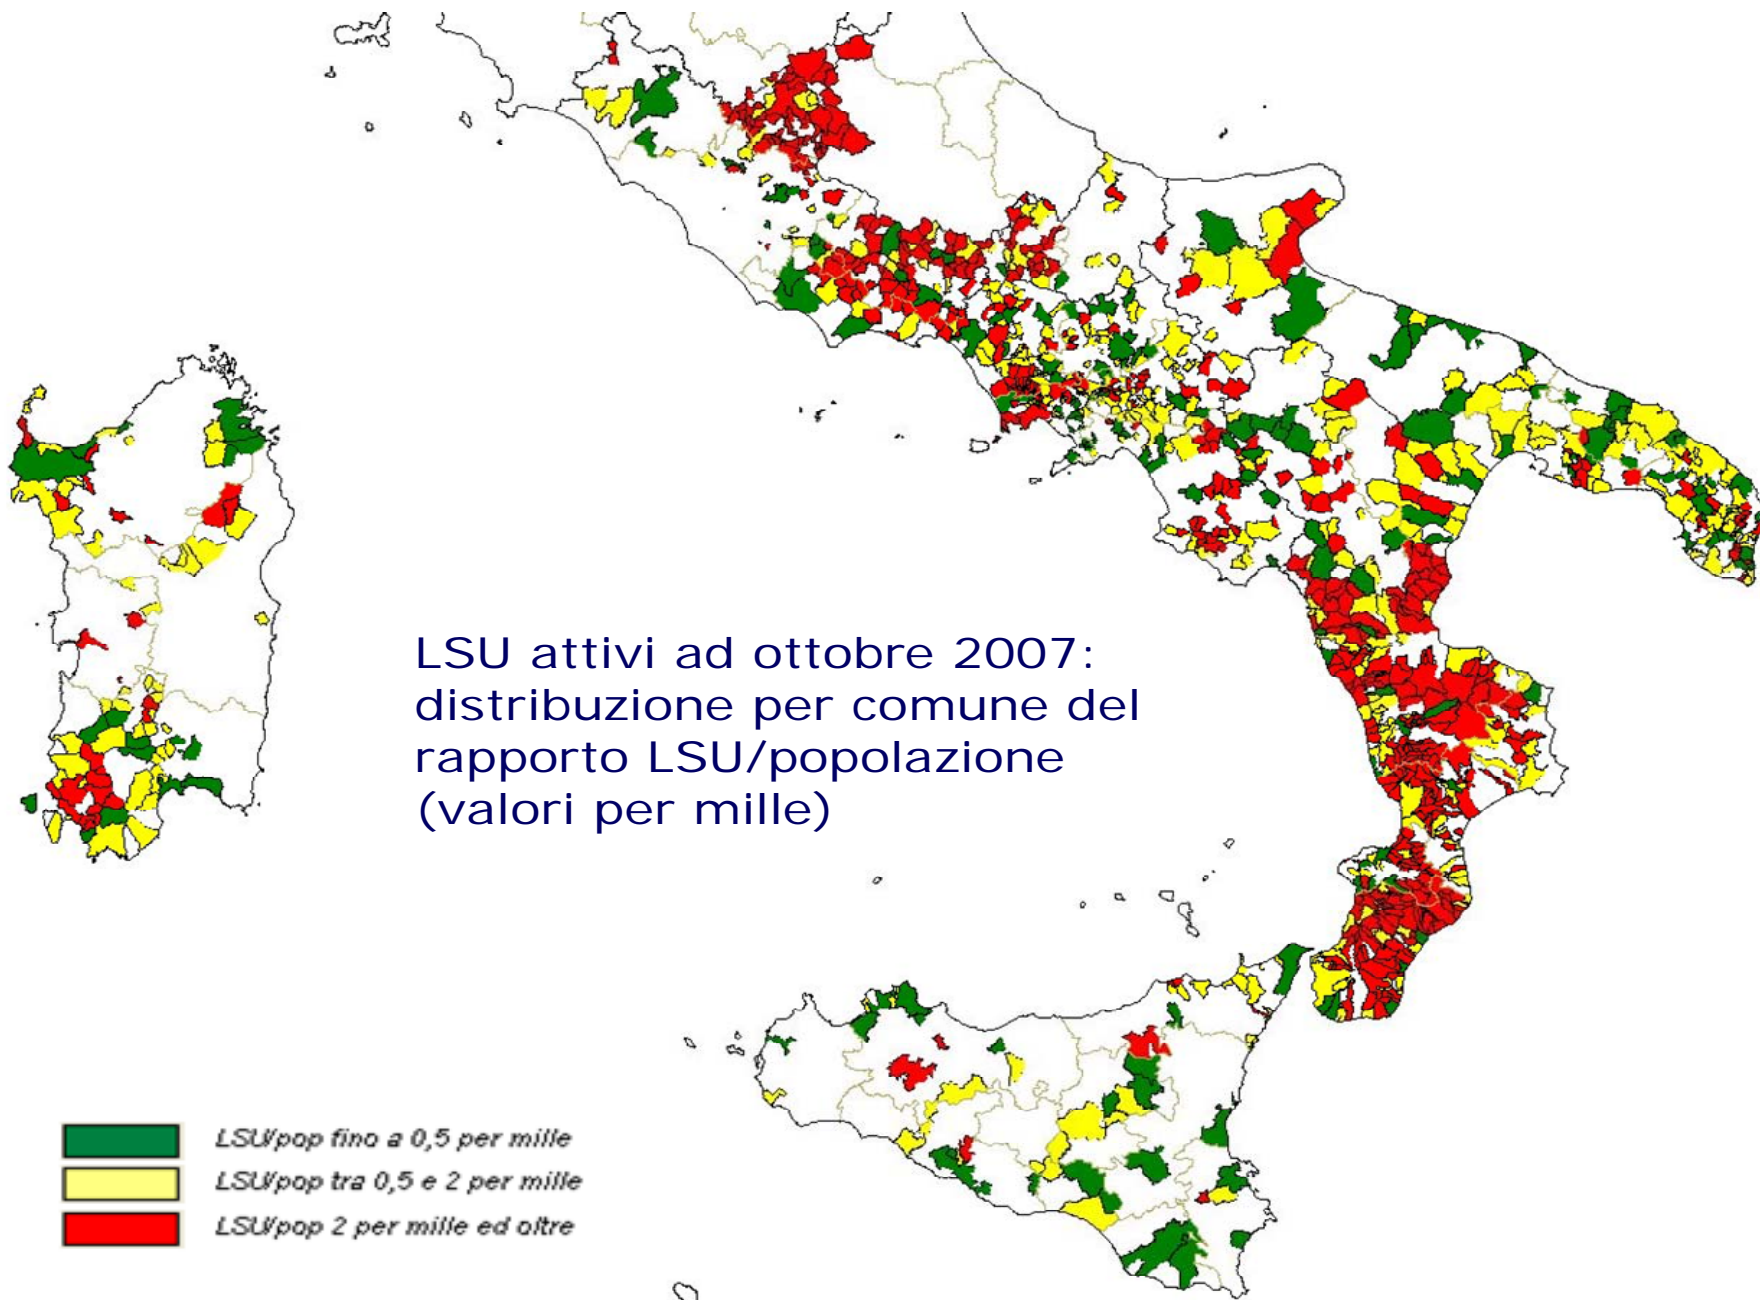 LSU attivi ad ottobre 2007:
distribuzione per comune del
rapporto LSU/popolazione
(valori per mille)
LSU/pop fino a 0,5 per mille
LSU/pop tra 0,5 e 2 per mille
LSU/pop 2 per mille ed oltre